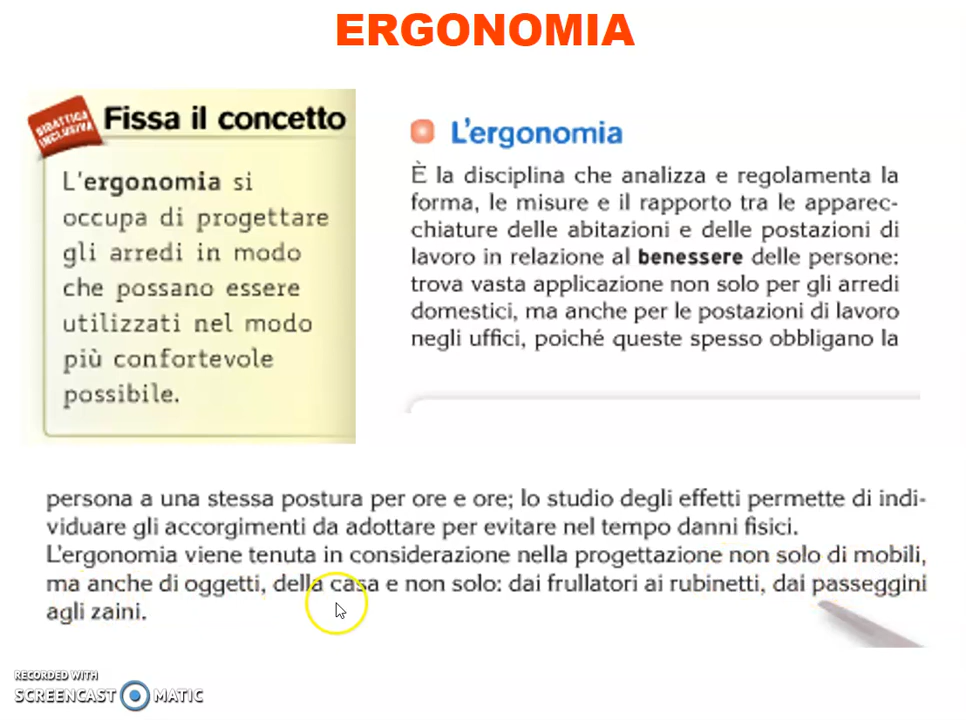 ERGONOMIA
DIDATTICA
INCLUSIVA
Fissa il concetto
L'ergonomia si
occupa di progettare
gli arredi in modo
che possano essere
utilizzati nel modo
più confortevole
possibile.
L'ergonomia
È la disciplina che analizza e regolamenta la
forma, le misure e il rapporto tra le apparec-
chiature delle abitazioni e delle postazioni di
lavoro in relazione al benessere delle persone:
trova vasta applicazione non solo per gli arredi
domestici, ma anche per le postazioni di lavoro
negli uffici, poiché queste spesso obbligano la
persona a una stessa postura per ore e ore; lo studio degli effetti permette di indi-
viduare gli accorgimenti da adottare per evitare nel tempo danni fisici.
L'ergonomia viene tenuta in considerazione nella progettazione non solo di mobili,
ma anche di oggetti, della casa e non solo: dai frullatori ai rubinetti, dai passeggini
agli zaini.
RECORDED WITH
SCREENCAST MATIC